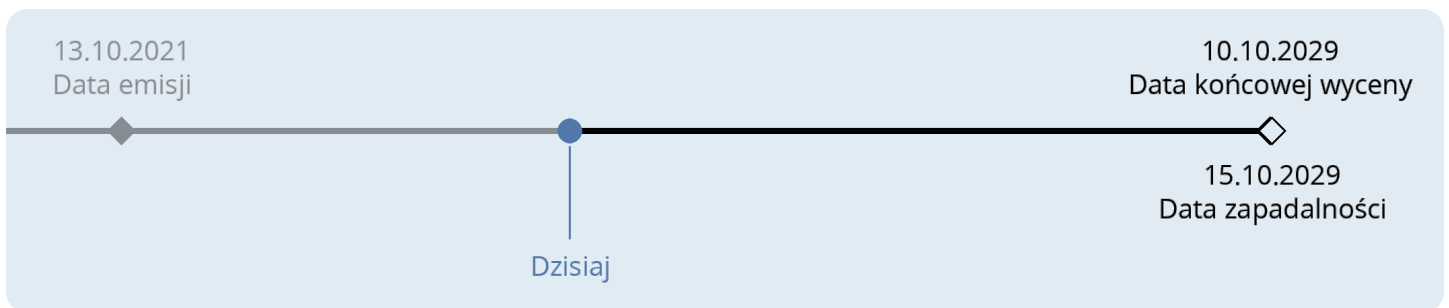 13.10.2021
Data emisji
10.10.2029
Data końcowej wyceny
15.10.2029
Data zapadalności
Dzisiaj